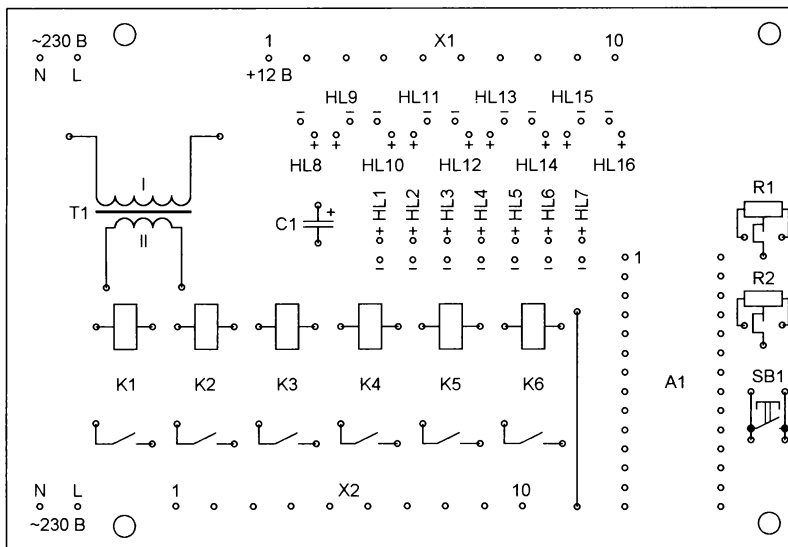 ~230 В
N L
1 X1 10
+12 В
HL9 HL11 HL13 HL15
– – – – – – – –
+ + + + + + + +
HL8 HL10 HL12 HL14 HL16
I
T1
II
C1 +
+ HL1 + HL2 + HL3 + HL4 + HL5 + HL6 + HL7
– – – – – – –
R1
1
R2
K1 K2 K3 K4 K5 K6
A1
SB1
N L
~230 В
1 X2 10